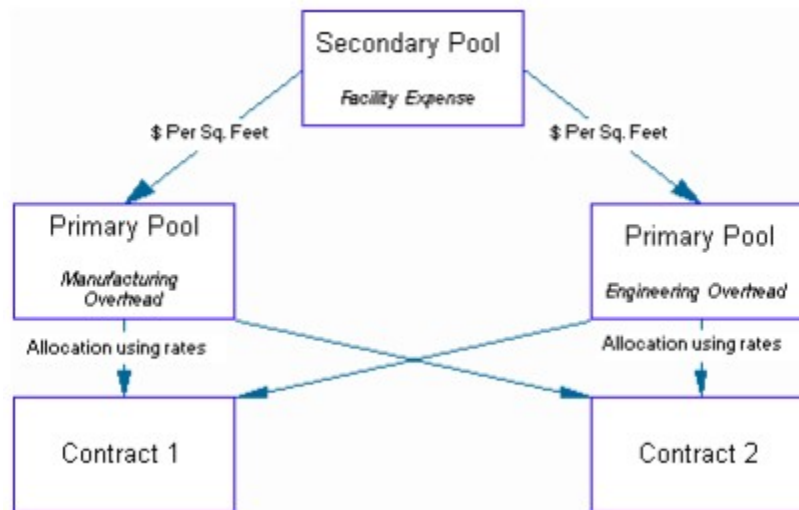 Secondary Pool
Facility Expense
$ Per Sq. Feet
$ Per Sq. Feet
Primary Pool
Manufacturing
Overhead
Primary Pool
Engineering Overhead
Allocation using rates
Allocation using rates
Contract 1
Contract 2